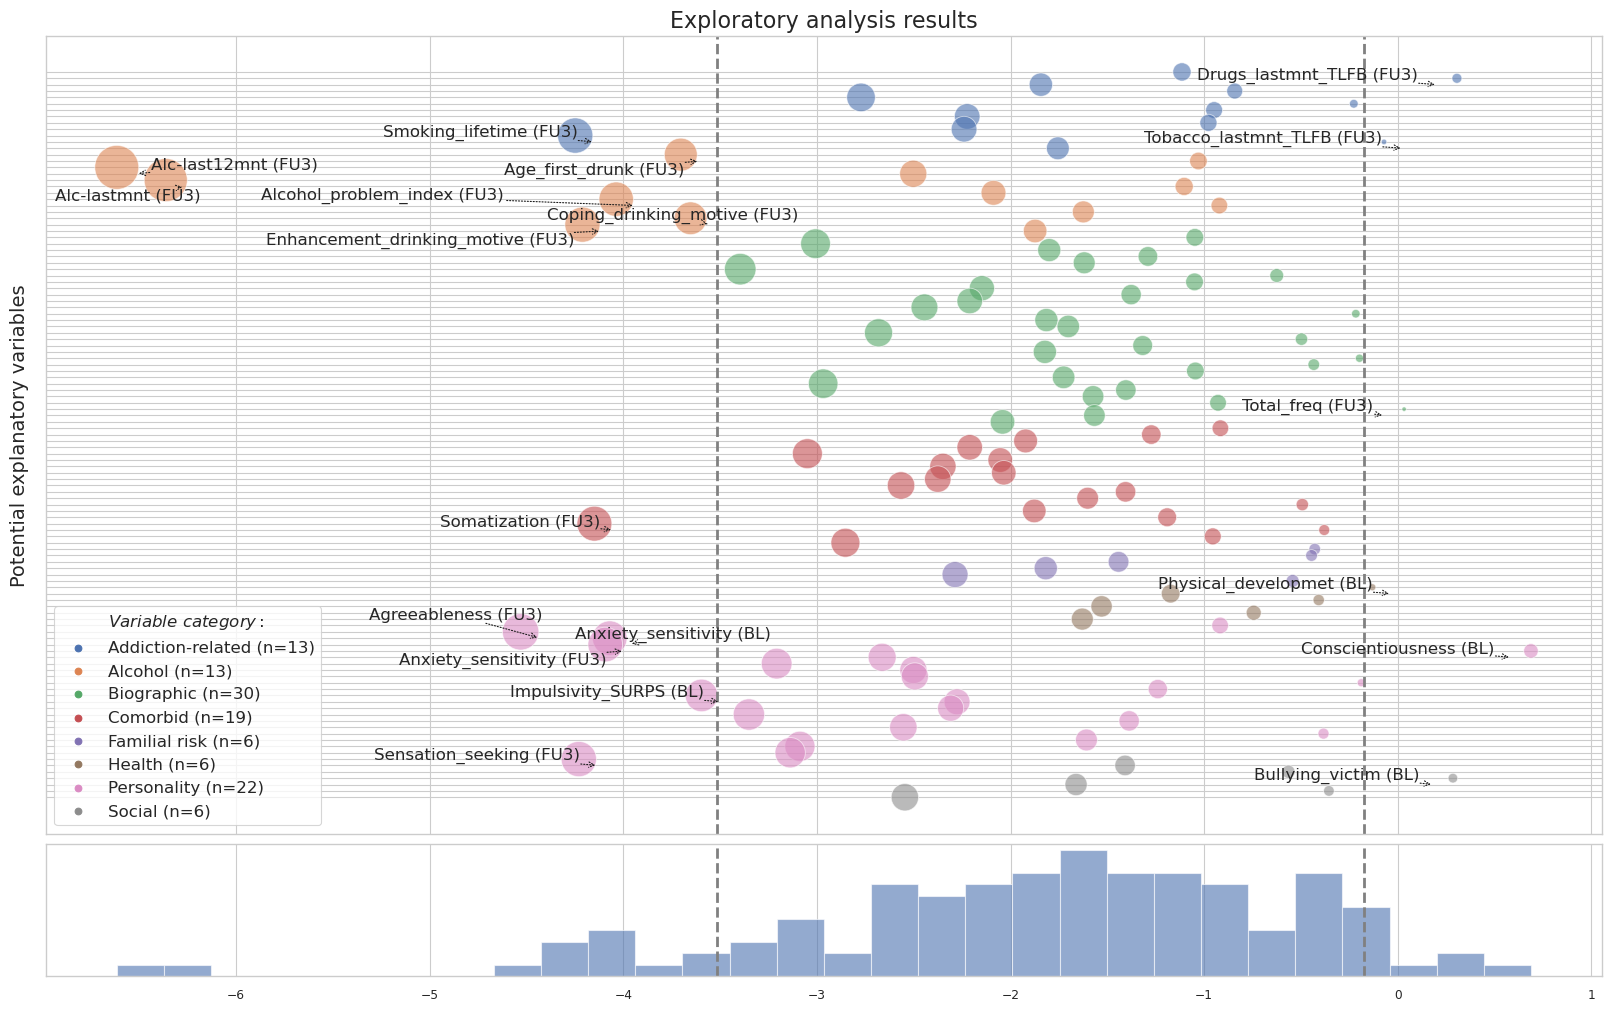 Exploratory analysis results
Drugs_lastmnt_TLFB (FU3)
Smoking_lifetime (FU3)
Tobacco_lastmnt_TLFB (FU3)
Alc-last12mnt (FU3)
Age_first_drunk (FU3)
Alc-lastmnt (FU3)
Alcohol_problem_index (FU3)
Coping_drinking_motive (FU3)
Enhancement_drinking_motive (FU3)
Potential explanatory variables
Total_freq (FU3)
Somatization (FU3)
Physical_developmet (BL)
Agreeableness (FU3)
Anxiety_sensitivity (BL)
Conscientiousness (BL)
Anxiety_sensitivity (FU3)
Impulsivity_SURPS (BL)
Sensation_seeking (FU3)
Bullying_victim (BL)
Variable category:
Addiction-related (n=13)
Alcohol (n=13)
Biographic (n=30)
Comorbid (n=19)
Familial risk (n=6)
Health (n=6)
Personality (n=22)
Social (n=6)
−6 −5 −4 −3 −2 −1 0 1